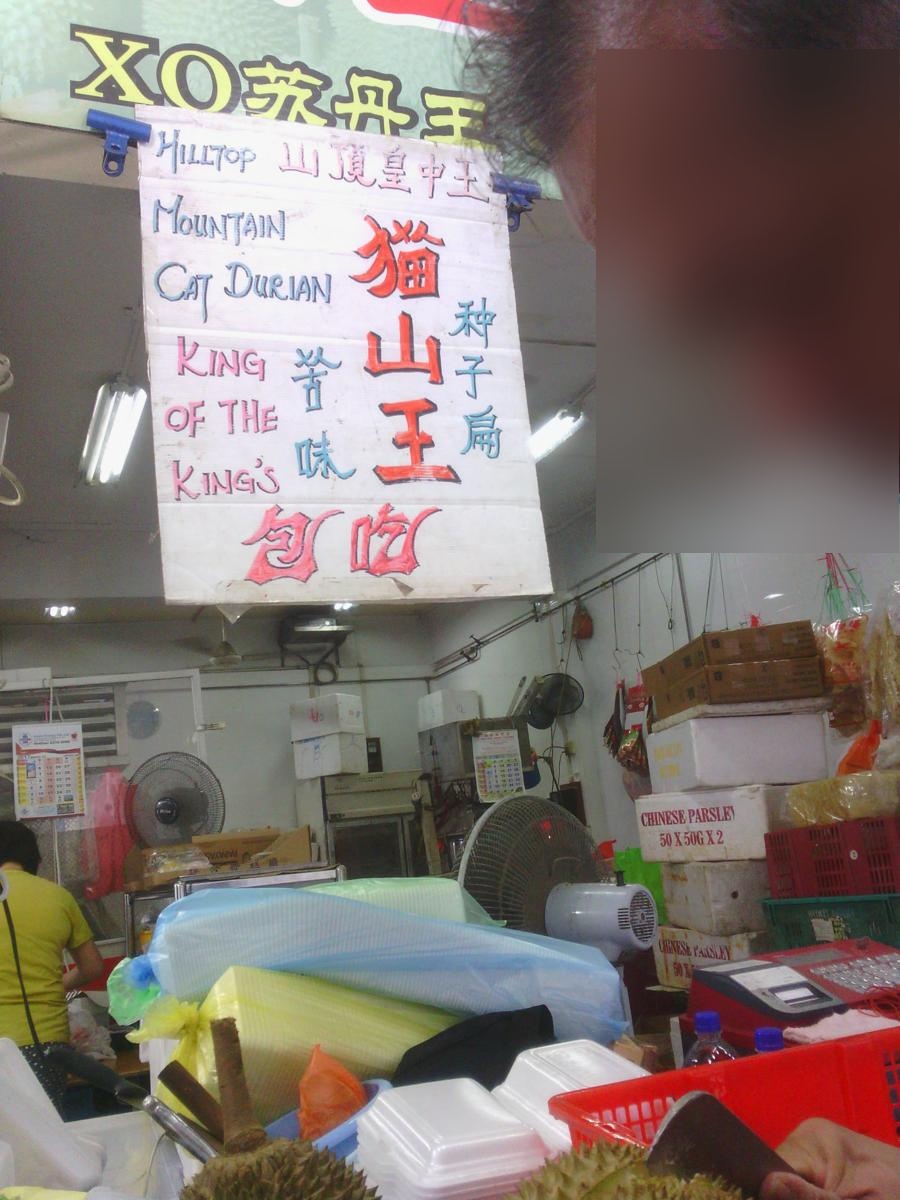 XO苏丹王
HILLTOP 山頂皇中王
MOUNTAIN
CAT DURIAN
KING
OF THE
KING'S
苦味
猫山王
种子扁
包吃
CHINESE PARSLEY
50 X 50G X 2
CHINESE PARSLEY
50 X